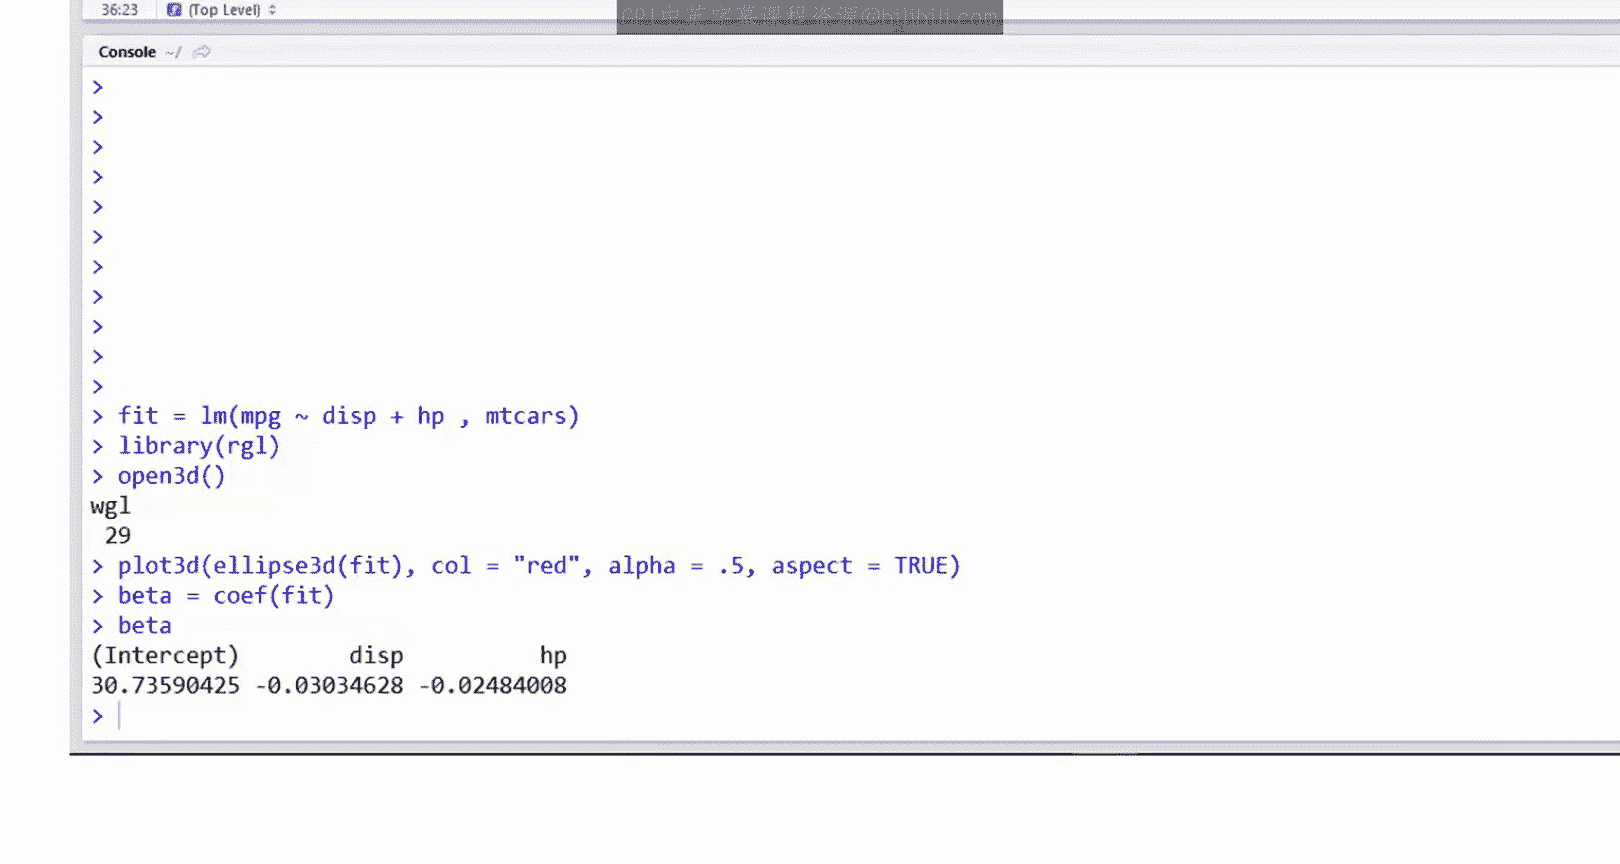 36:23 (Top Level)
Console ~/
>
>
>
>
>
>
>
>
>
>
>
> fit = lm(mpg ~ disp + hp , mtcars)
> library(rgl)
> open3d()
wgl
29
> plot3d(ellipse3d(fit), col = "red", alpha = .5, aspect = TRUE)
> beta = coef(fit)
> beta
(Intercept) disp hp
30.73590425 -0.03034628 -0.02484008
>